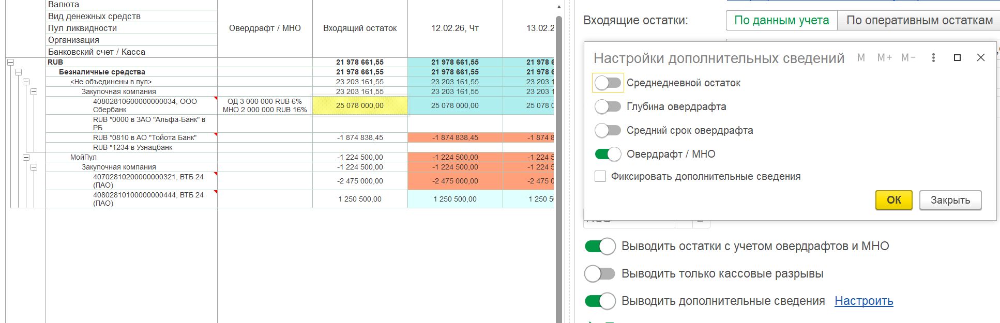 Валюта
Вид денежных средств
Пул ликвидности
Организация
Банковский счет / Касса
Овердрафт / МНО
Входящий остаток
12.02.26, Чт
13.02.2
RUB 21 978 661,55 21 978 661,55 21 978 6
Безналичные средства 21 978 661,55 21 978 661,55 21 978 6
<Не объединены в пул> 23 203 161,55 23 203 161,55 23 203 1
Закупочная компания 23 203 161,55 23 203 161,55 23 203 1
40802810600000000034, ООО
Сбербанк
ОД 3 000 000 RUB 6%
МНО 2 000 000 RUB 16%
25 078 000,00 25 078 000,00 25 078 0
RUB *0000 в ЗАО "Альфа-Банк" в
РБ
RUB *0810 в АО "Тойота Банк" -1 874 838,45 -1 874 838,45 -1 874 8
RUB *1234 в Узнацбанк
МойПул -1 224 500,00 -1 224 500,00 -1 224 5
Закупочная компания -1 224 500,00 -1 224 500,00 -1 224 5
40702810200000000321, ВТБ 24
(ПАО)
-2 475 000,00 -2 475 000,00 -2 475 0
40802810100000000444, ВТБ 24
(ПАО)
1 250 500,00 1 250 500,00 1 250 5
Входящие остатки: По данным учета По оперативным остаткам
Настройки дополнительных сведений M M+ M-
Среднедневной остаток
Глубина овердрафта
Средний срок овердрафта
Овердрафт / МНО
Фиксировать дополнительные сведения
ОК Закрыть
RUB
Выводить остатки с учетом овердрафтов и МНО
Выводить только кассовые разрывы
Выводить дополнительные сведения Настроить